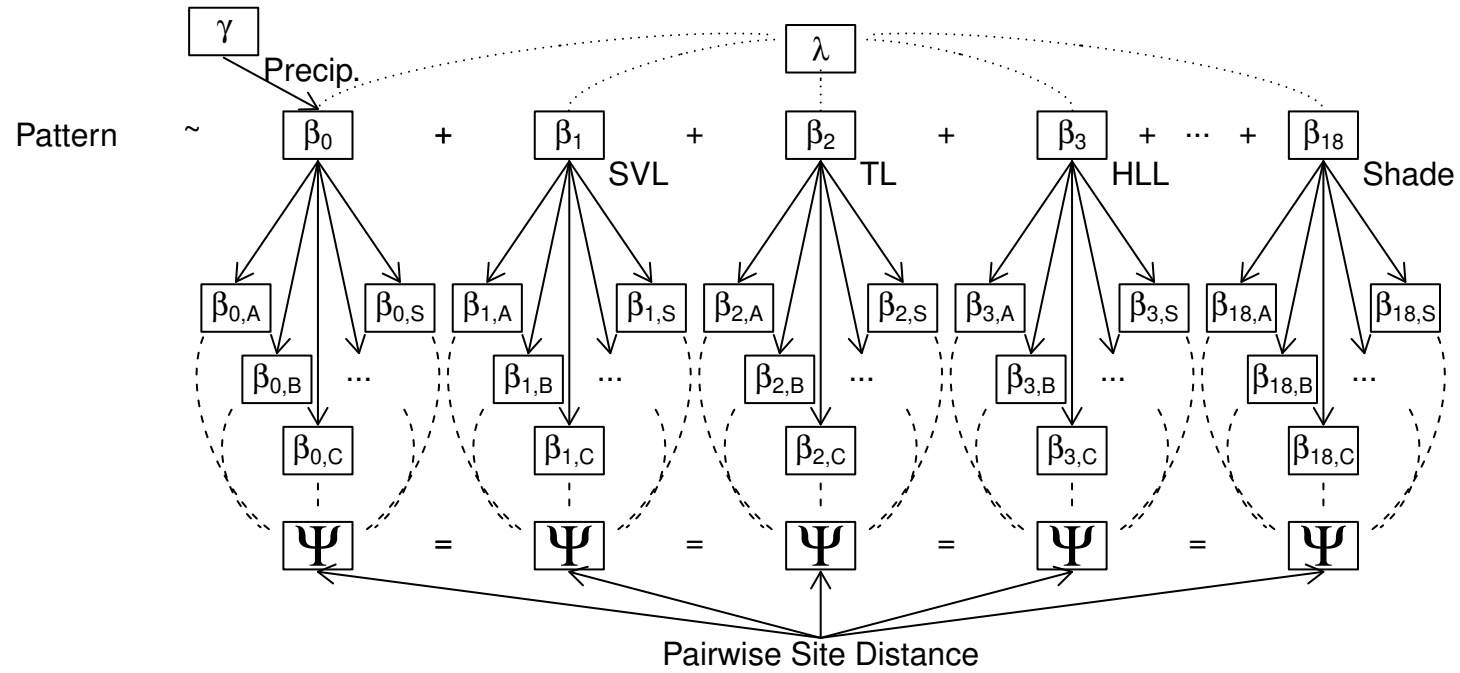 γ λ
Precip.
Pattern ~ β0 + β1 + β2 + β3 + ... + β18
SVL TL HLL Shade
β0,A β0,S β1,A β1,S β2,A β2,S β3,A β3,S β18,A β18,S
β0,B ... β1,B ... β2,B ... β3,B ... β18,B ...
β0,C β1,C β2,C β3,C β18,C
Ψ = Ψ = Ψ = Ψ = Ψ
Pairwise Site Distance